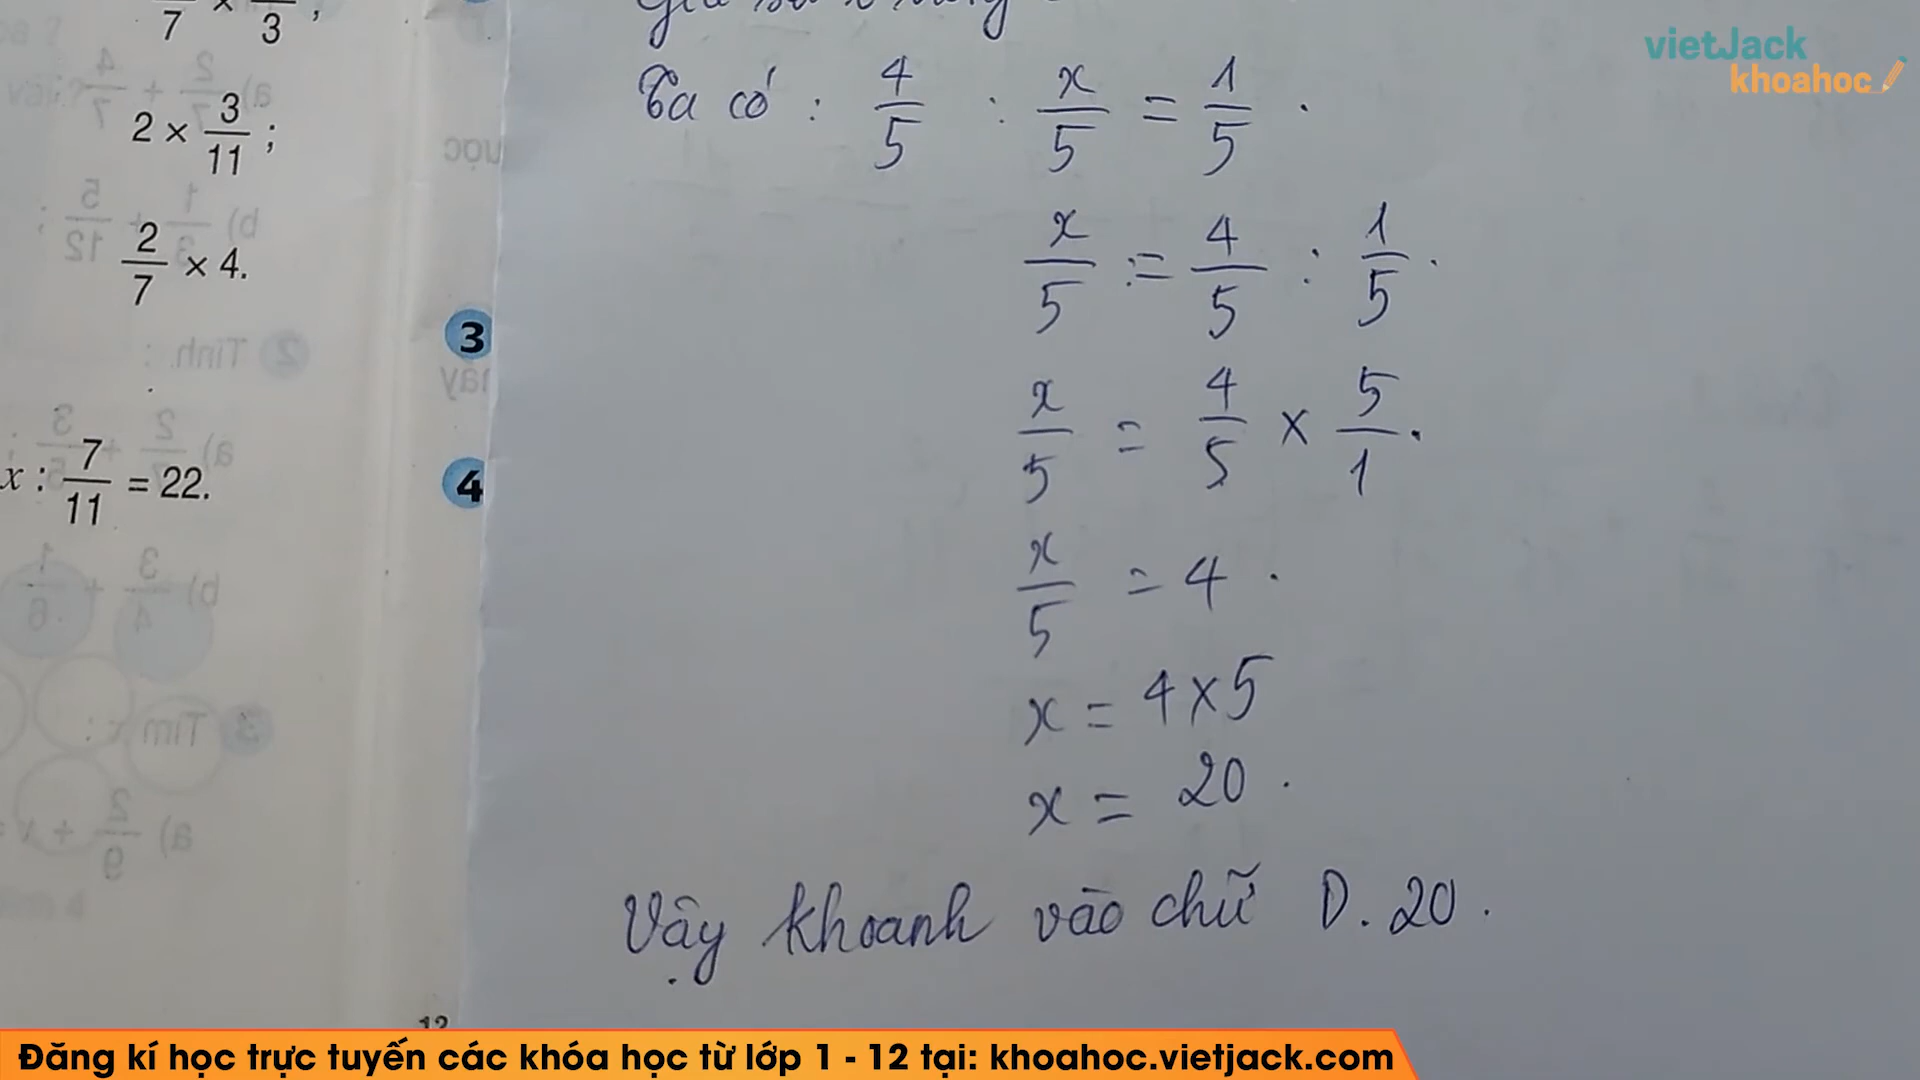 7 × 3 ;
2 × 3/11 ;
2/7 × 4.
x : 7/11 = 22.
3
4
Ta có : 4/5 : x/5 = 1/5 .
x/5 := 4/5 : 1/5 .
x/5 = 4/5 × 5/1 .
x/5 = 4 .
x = 4 × 5
x = 20 .
Vậy khoanh vào chữ D. 20 .
vietJack
khoahoc
Đăng kí học trực tuyến các khóa học từ lớp 1 - 12 tại: khoahoc.vietjack.com